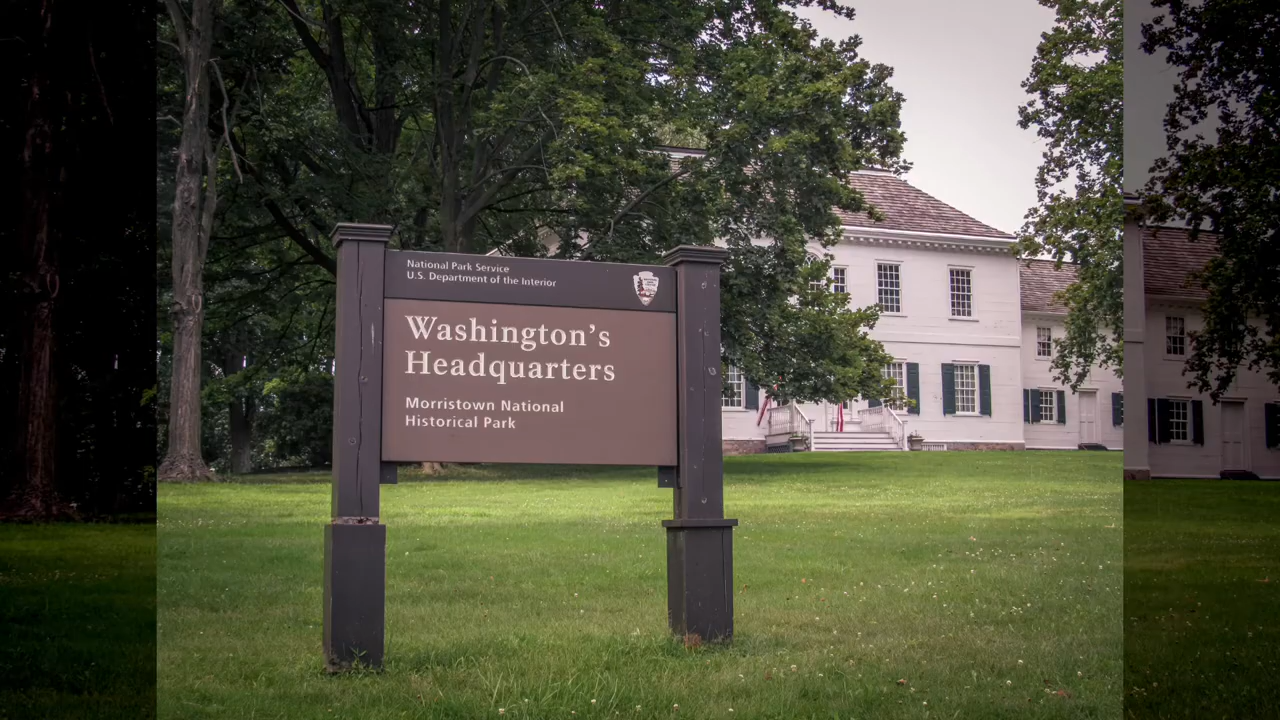 National Park Service
U.S. Department of the Interior
Washington's
Headquarters
Morristown National
Historical Park